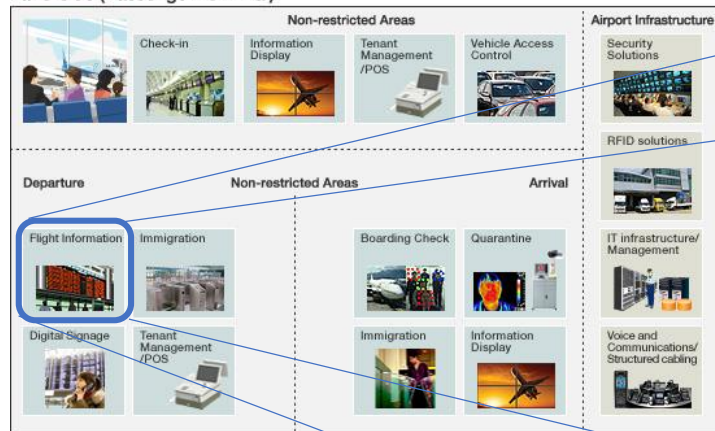 Non-restricted Areas
Airport Infrastructure
Check-in
Information
Display
Tenant
Management
/POS
Vehicle Access
Control
Security
Solutions
RFID solutions
Departure
Non-restricted Areas
Arrival
Flight Information
Immigration
Boarding Check
Quarantine
IT infrastructure/
Management
Digital Signage
Tenant
Management
/POS
Immigration
Information
Display
Voice and
Communications/
Structured cabling